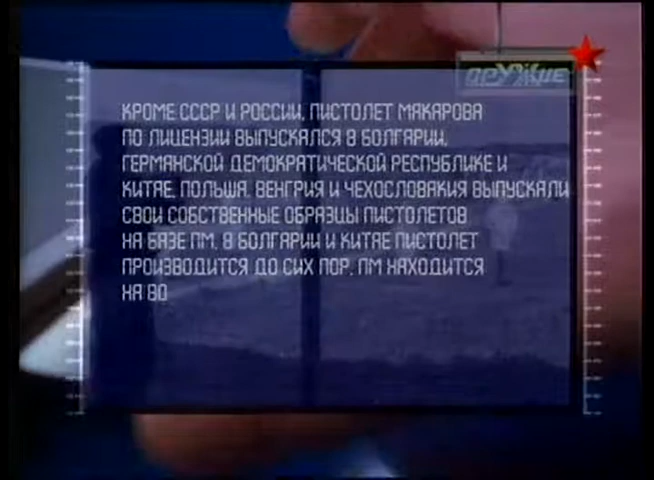 ОРУЖИЕ
КРОМЕ СССР И РОССИИ, ПИСТОЛЕТ МАКАРОВА
ПО ЛИЦЕНЗИИ ВЫПУСКАЛСЯ В БОЛГАРИИ,
ГЕРМАНСКОЙ ДЕМОКРАТИЧЕСКОЙ РЕСПУБЛИКЕ И
КИТАЕ. ПОЛЬША, ВЕНГРИЯ И ЧЕХОСЛОВАКИЯ ВЫПУСКАЛИ
СВОИ СОБСТВЕННЫЕ ОБРАЗЦЫ ПИСТОЛЕТОВ
НА БАЗЕ ПМ. В БОЛГАРИИ И КИТАЕ ПИСТОЛЕТ
ПРОИЗВОДИТСЯ ДО СИХ ПОР. ПМ НАХОДИТСЯ
НА ВО